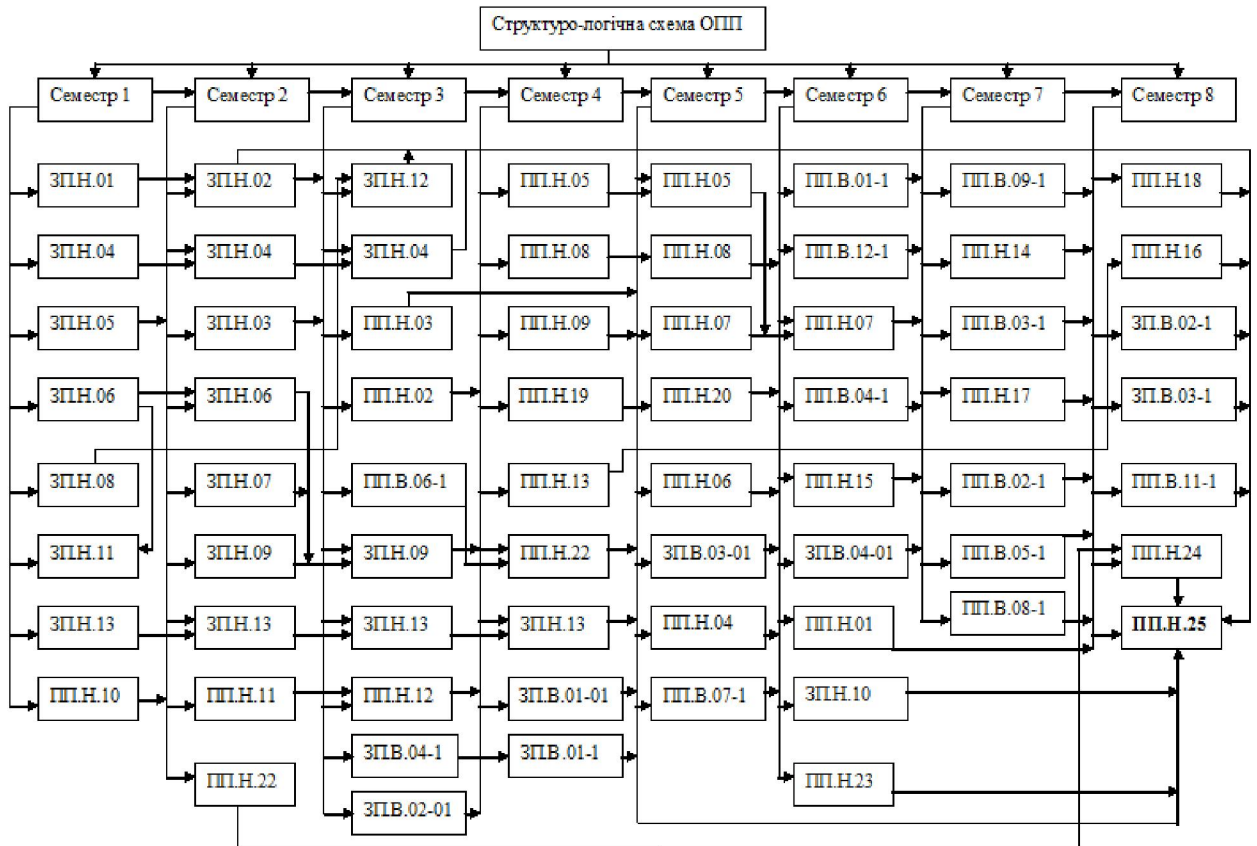 Структуро-логічна схема ОПП
Семестр 1 Семестр 2 Семестр 3 Семестр 4 Семестр 5 Семестр 6 Семестр 7 Семестр 8
ЗП.Н.01 ЗП.Н.02 ЗП.Н.12 ПП.Н.05 ПП.Н.05 ПП.В.01-1 ПП.В.09-1 ПП.Н.18
ЗП.Н.04 ЗП.Н.04 ЗП.Н.04 ПП.Н.08 ПП.Н.08 ПП.В.12-1 ПП.Н.14 ПП.Н.16
ЗП.Н.05 ЗП.Н.03 ПП.Н.03 ПП.Н.09 ПП.Н.07 ПП.Н.07 ПП.В.03-1 ЗП.В.02-1
ЗП.Н.06 ЗП.Н.06 ПП.Н.02 ПП.Н.19 ПП.Н.20 ПП.В.04-1 ПП.Н.17 ЗП.В.03-1
ЗП.Н.08 ЗП.Н.07 ПП.В.06-1 ПП.Н.13 ПП.Н.06 ПП.Н.15 ПП.В.02-1 ПП.В.11-1
ЗП.Н.11 ЗП.Н.09 ЗП.Н.09 ПП.Н.22 ЗП.В.03-01 ЗП.В.04-01 ПП.В.05-1 ПП.Н.24
ЗП.Н.13 ЗП.Н.13 ЗП.Н.13 ЗП.Н.13 ПП.Н.04 ПП.Н.01 ПП.В.08-1 ПП.Н.25
ПП.Н.10 ПП.Н.11 ПП.Н.12 ЗП.В.01-01 ПП.В.07-1 ЗП.Н.10
ЗП.В.04-1 ЗП.В.01-1
ПП.Н.22 ПП.Н.23
ЗП.В.02-01